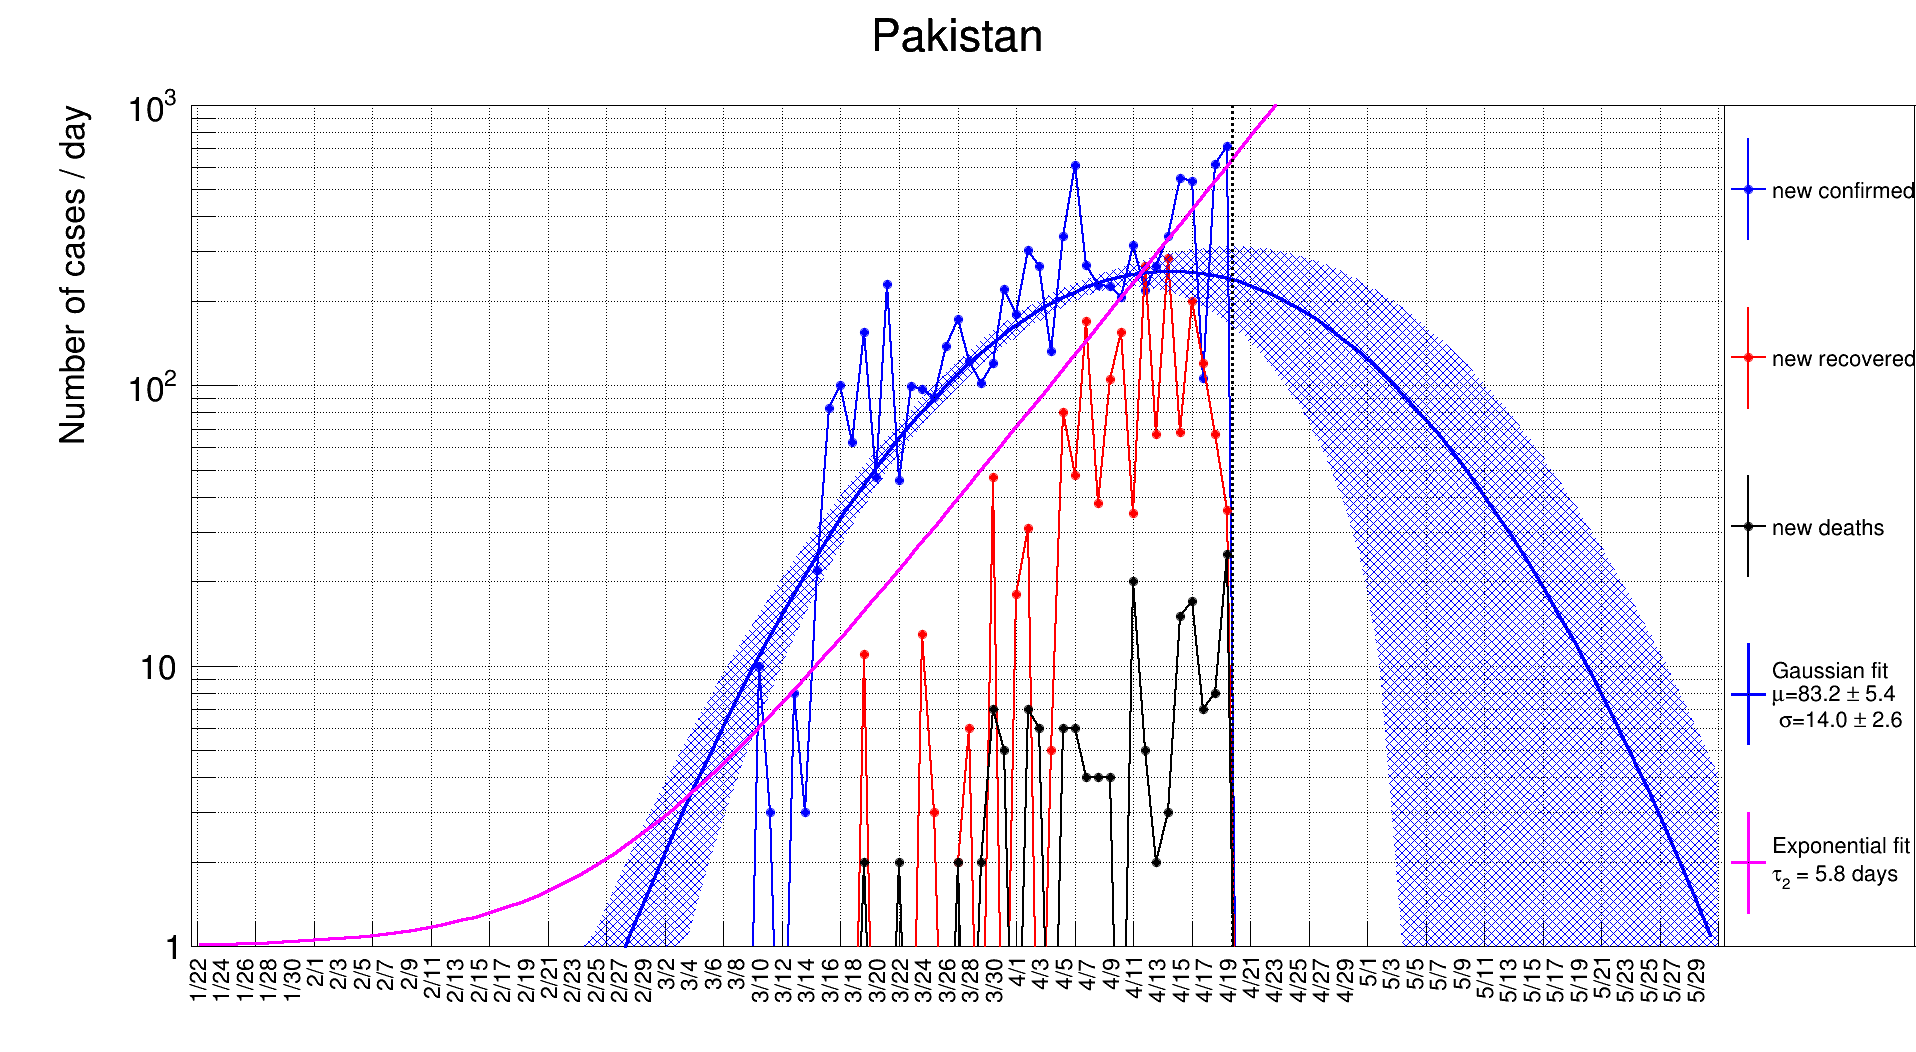 Pakistan
Number of cases / day
10³
10²
10
1
1/22 1/24 1/26 1/28 1/30 2/1 2/3 2/5 2/7 2/9 2/11 2/13 2/15 2/17 2/19 2/21 2/23 2/25 2/27 2/29 3/2 3/4 3/6 3/8 3/10 3/12 3/14 3/16 3/18 3/20 3/22 3/24 3/26 3/28 3/30 4/1 4/3 4/5 4/7 4/9 4/11 4/13 4/15 4/17 4/19 4/21 4/23 4/25 4/27 4/29 5/1 5/3 5/5 5/7 5/9 5/11 5/13 5/15 5/17 5/19 5/21 5/23 5/25 5/27 5/29
new confirmed
new recovered
new deaths
Gaussian fit
μ=83.2 ± 5.4
σ=14.0 ± 2.6
Exponential fit
τ₂ = 5.8 days